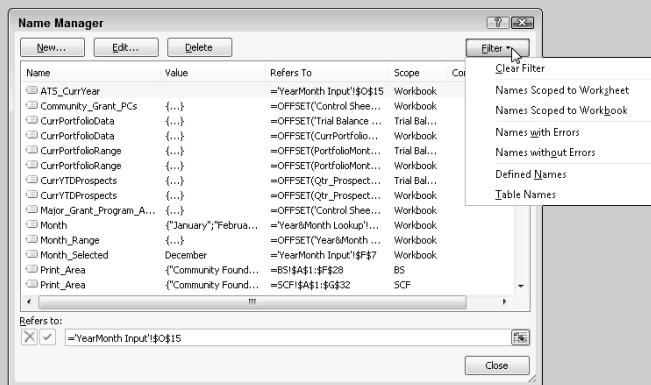 Name Manager
New... Edit... Delete Filter
Name Value Refers To Scope Co
ATS_CurrYear ='YearMonth Input'!$O$15 Workbook
Community_Grant_PCs {...} =OFFSET('Control Shee... Workbook
CurrPortfolioData {...} =OFFSET('Trial Balance ... Trial Bal...
CurrPortfolioData {...} =OFFSET(CurrPortfolio... Workbook
CurrPortfolioRange {...} =OFFSET(PortfolioMont... Trial Bal...
CurrPortfolioRange {...} =OFFSET(PortfolioMont... Workbook
CurrYTDProspects {...} =OFFSET(Qtr_Prospect... Trial Bal...
CurrYTDProspects {...} =OFFSET(Qtr_Prospect... Workbook
Major_Grant_Program_A... {...} =OFFSET('Control Shee... Workbook
Month {"January";"Februa... ='Year&Month Lookup'!... Workbook
Month_Range {...} =OFFSET('Year&Month ... Workbook
Month_Selected December ='YearMonth Input'!$F$7 Workbook
Print_Area {"Community Found... =BS!$A$1:$F$28 BS
Print_Area {"Community Found... =SCF!$A$1:$G$32 SCF
Clear Filter
Names Scoped to Worksheet
Names Scoped to Workbook
Names with Errors
Names without Errors
Defined Names
Table Names
Refers to:
='YearMonth Input'!$O$15
Close